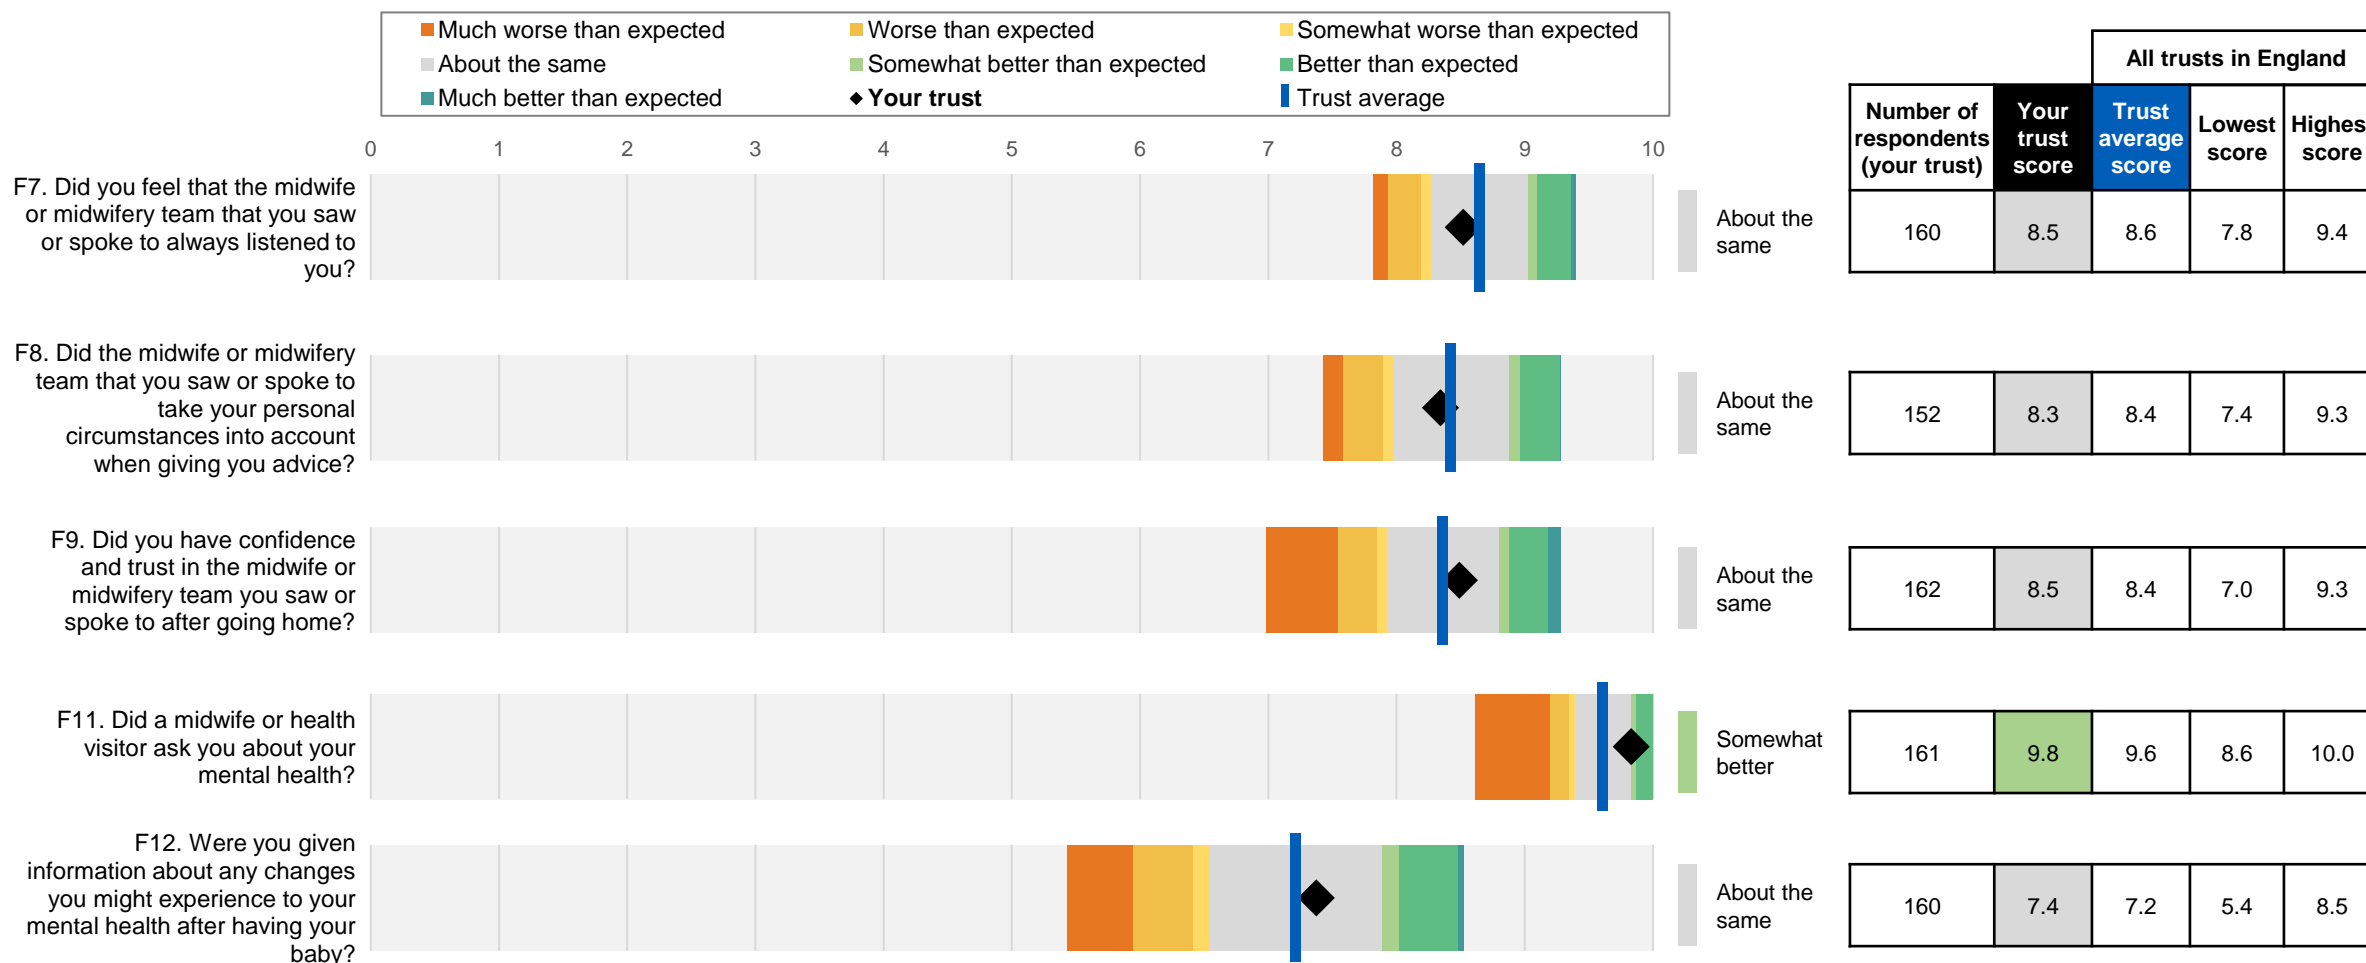 Much worse than expected
Worse than expected
Somewhat worse than expected
About the same
Somewhat better than expected
Better than expected
Much better than expected
Your trust
Trust average
All trusts in England
Number of
respondents
(your trust)
Your
trust
score
Trust
average
score
Lowest
score
Highes
score
0 1 2 3 4 5 6 7 8 9 10
F7. Did you feel that the midwife
or midwifery team that you saw
or spoke to always listened to
you?
About the
same
160 8.5 8.6 7.8 9.4
F8. Did the midwife or midwifery
team that you saw or spoke to
take your personal
circumstances into account
when giving you advice?
About the
same
152 8.3 8.4 7.4 9.3
F9. Did you have confidence
and trust in the midwife or
midwifery team you saw or
spoke to after going home?
About the
same
162 8.5 8.4 7.0 9.3
F11. Did a midwife or health
visitor ask you about your
mental health?
Somewhat
better
161 9.8 9.6 8.6 10.0
F12. Were you given
information about any changes
you might experience to your
mental health after having your
baby?
About the
same
160 7.4 7.2 5.4 8.5